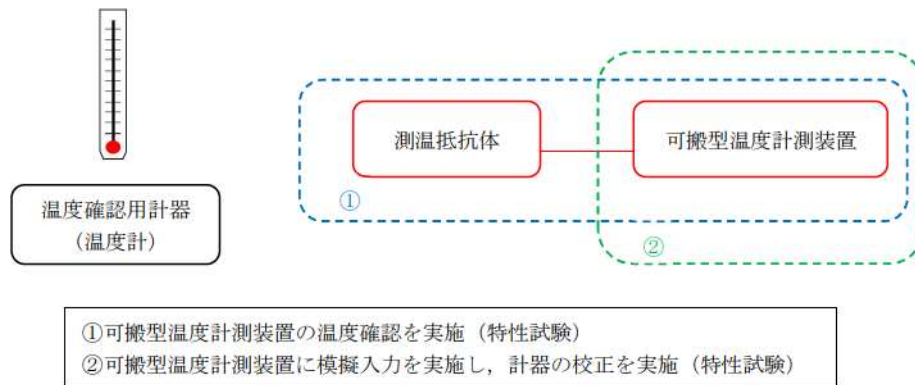 測温抵抗体
可搬型温度計測装置
①
②
温度確認用計器
（温度計）
①可搬型温度計測装置の温度確認を実施（特性試験）
②可搬型温度計測装置に模擬入力を実施し，計器の校正を実施（特性試験）